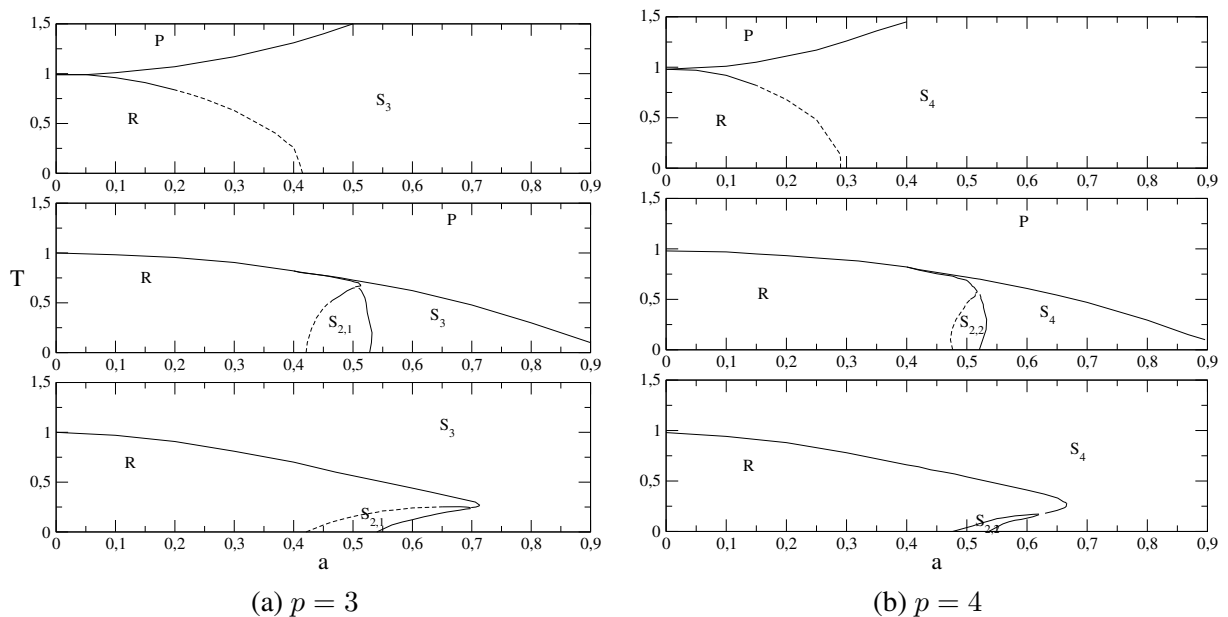 1,5 P 1 S3 0,5 R 0
0 0,1 0,2 0,3 0,4 0,5 0,6 0,7 0,8 0,9
1,5 P 1 T R 0,5 S2,1 S3 0
0 0,1 0,2 0,3 0,4 0,5 0,6 0,7 0,8 0,9
1,5 S3 1 R 0,5 S2,1 0
0 0,1 0,2 0,3 0,4 0,5 0,6 0,7 0,8 0,9
a
(a) p = 3
1,5 P 1 S4 0,5 R 0
0 0,1 0,2 0,3 0,4 0,5 0,6 0,7 0,8 0,9
1,5 P 1 R 0,5 S2,2 S4 0
0 0,1 0,2 0,3 0,4 0,5 0,6 0,7 0,8 0,9
1,5 S4 1 R 0,5 S2,2 0
0 0,1 0,2 0,3 0,4 0,5 0,6 0,7 0,8 0,9
a
(b) p = 4